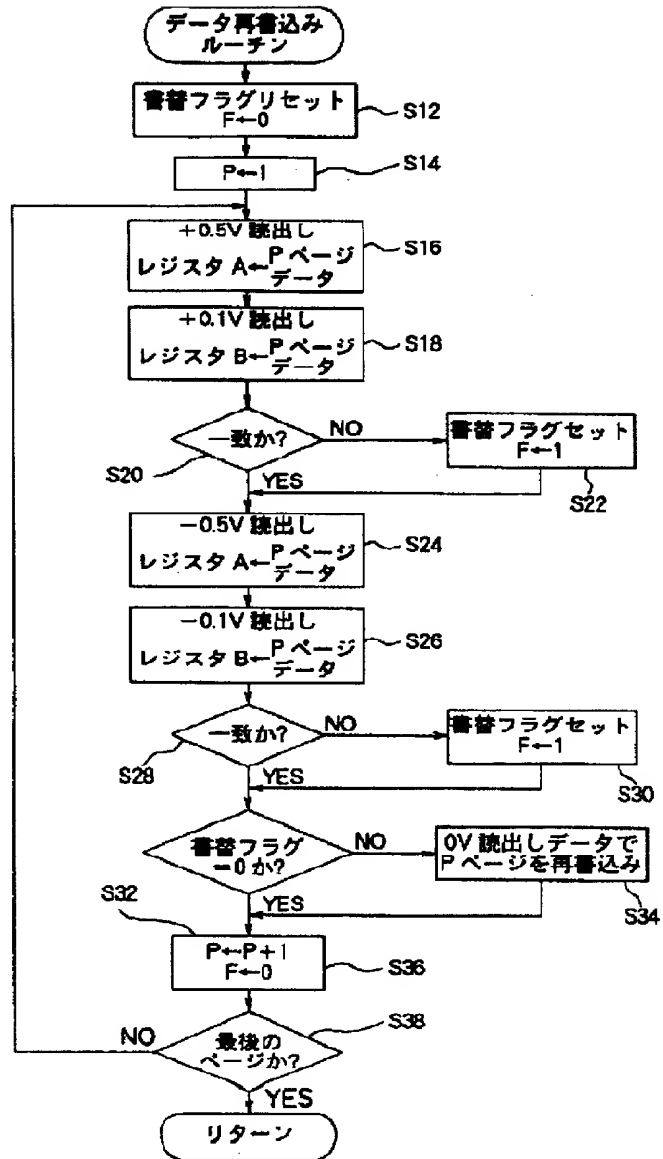 データ再書込み
ルーチン
書替フラグリセット
F←0
S12
P←1
S14
+0.5V 読出し
レジスタ A←P ページ
データ
S16
+0.1V 読出し
レジスタ B←P ページ
データ
S18
一致か?
NO
書替フラグセット
F←1
S20
YES
S22
−0.5V 読出し
レジスタ A←P ページ
データ
S24
−0.1V 読出し
レジスタ B←P ページ
データ
S26
一致か?
NO
書替フラグセット
F←1
S28
YES
S30
書替フラグ
=0か?
NO
0V 読出しデータで
P ページを再書込み
YES
S34
S32
P←P+1
F←0
S36
S38
NO
最後の
ページか?
YES
リターン